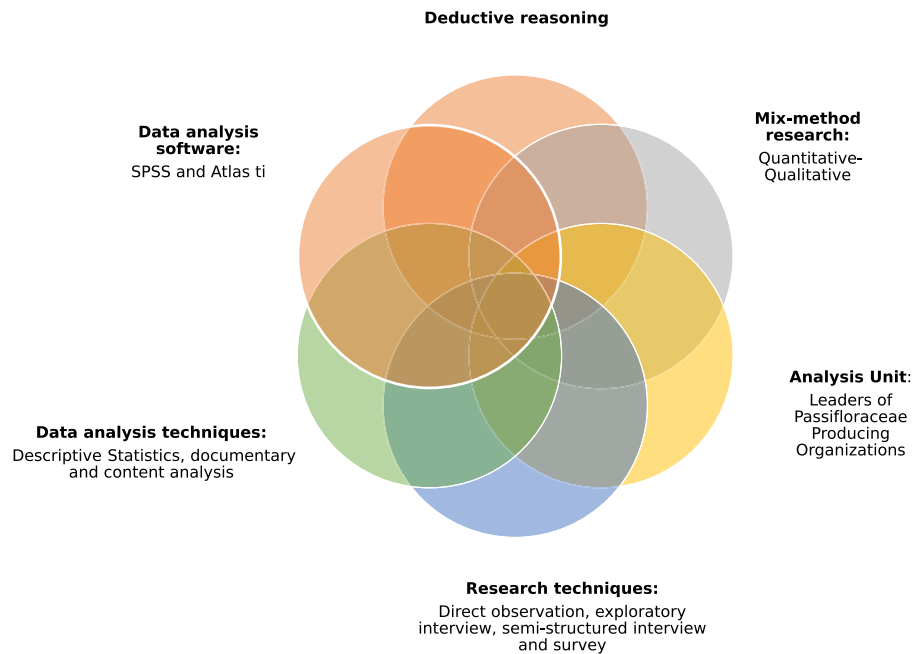 Deductive reasoning
Data analysis
software:
SPSS and Atlas ti
Mix-method
research:
Quantitative-
Qualitative
Analysis Unit:
Leaders of
Passifloraceae
Producing
Organizations
Data analysis techniques:
Descriptive Statistics, documentary
and content analysis
Research techniques:
Direct observation, exploratory
interview, semi-structured interview
and survey